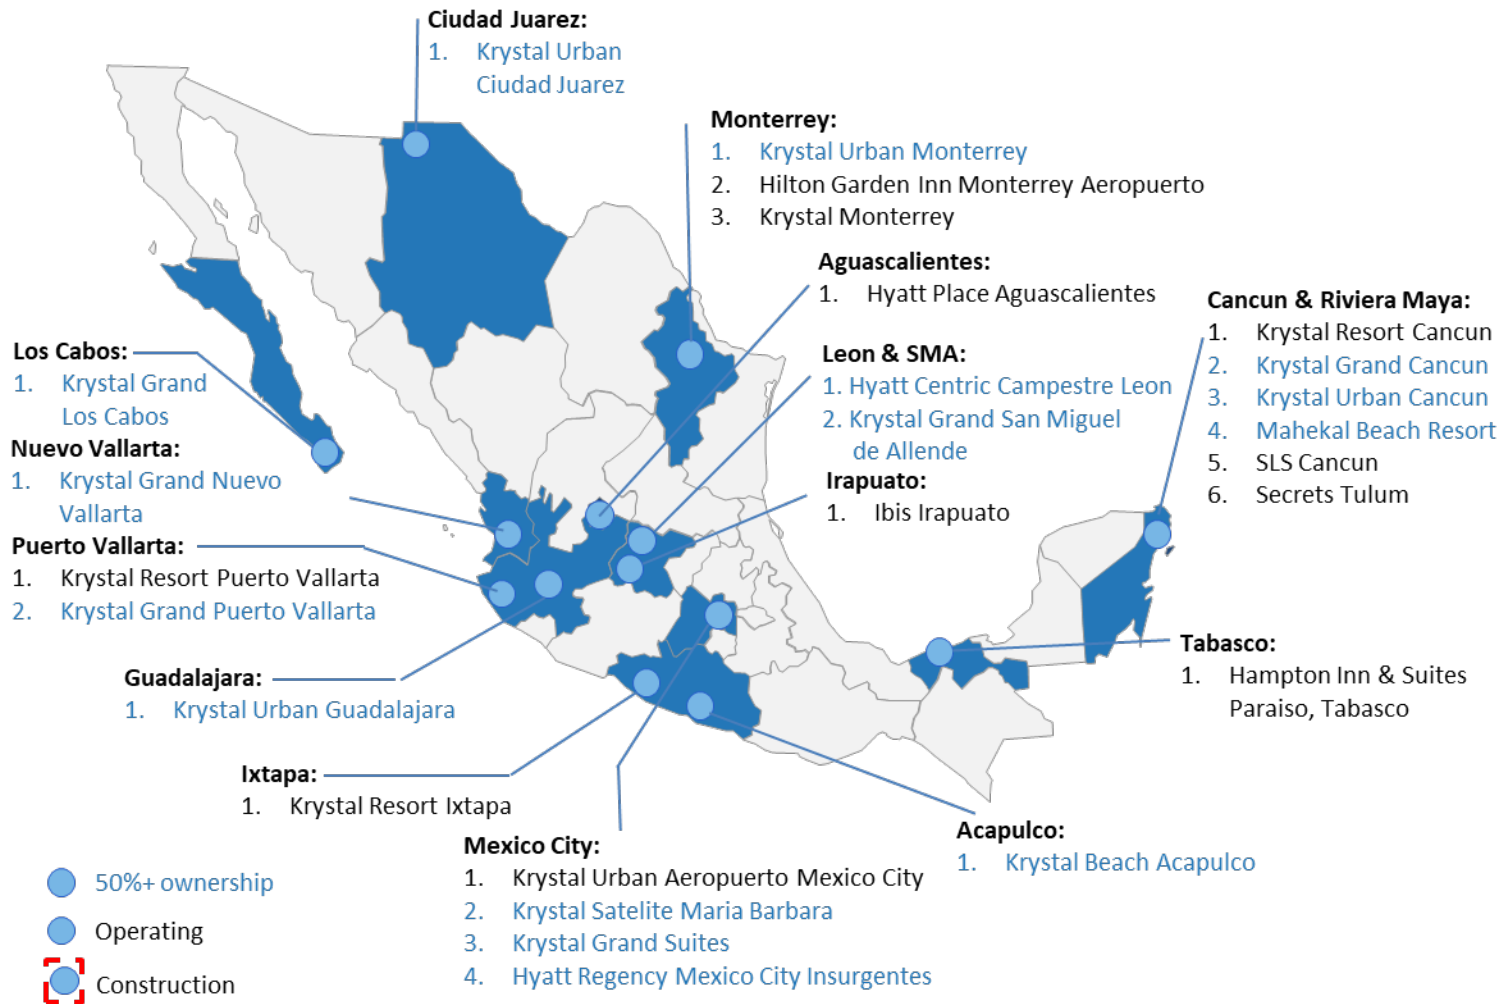 Ciudad Juarez:
1. Krystal Urban
Ciudad Juarez
Monterrey:
1. Krystal Urban Monterrey
2. Hilton Garden Inn Monterrey Aeropuerto
3. Krystal Monterrey
Aguascalientes:
1. Hyatt Place Aguascalientes
Cancun & Riviera Maya:
1. Krystal Resort Cancun
2. Krystal Grand Cancun
3. Krystal Urban Cancun
4. Mahekal Beach Resort
5. SLS Cancun
6. Secrets Tulum
Leon & SMA:
1. Hyatt Centric Campestre Leon
2. Krystal Grand San Miguel
de Allende
Irapuato:
1. Ibis Irapuato
Los Cabos:
1. Krystal Grand
Los Cabos
Nuevo Vallarta:
1. Krystal Grand Nuevo
Vallarta
Puerto Vallarta:
1. Krystal Resort Puerto Vallarta
2. Krystal Grand Puerto Vallarta
Guadalajara:
1. Krystal Urban Guadalajara
Tabasco:
1. Hampton Inn & Suites
Paraiso, Tabasco
Ixtapa:
1. Krystal Resort Ixtapa
Mexico City:
1. Krystal Urban Aeropuerto Mexico City
2. Krystal Satelite Maria Barbara
3. Krystal Grand Suites
4. Hyatt Regency Mexico City Insurgentes
Acapulco:
1. Krystal Beach Acapulco
50%+ ownership
Operating
Construction